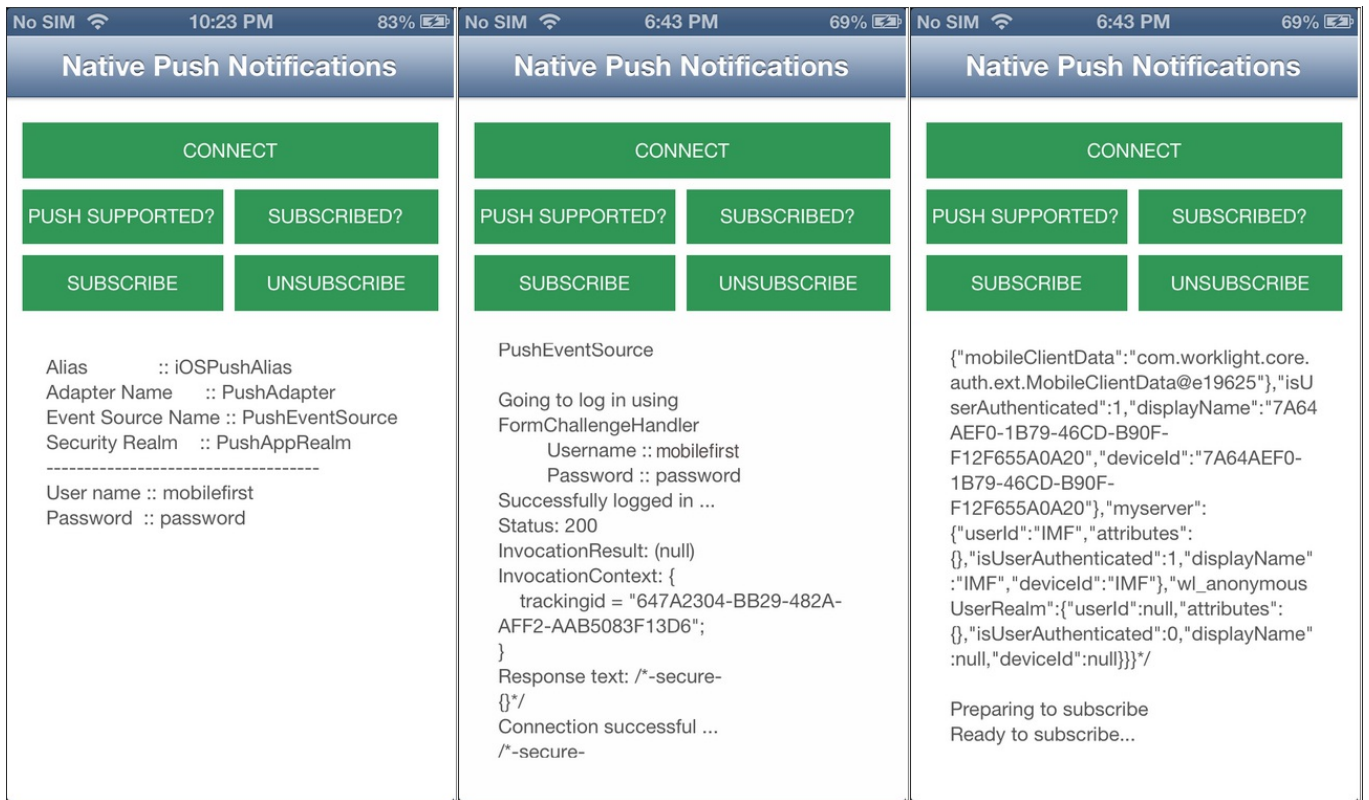 No SIM 10:23 PM 83%
Native Push Notifications
CONNECT
PUSH SUPPORTED? SUBSCRIBED?
SUBSCRIBE UNSUBSCRIBE
Alias :: iOSPushAlias
Adapter Name :: PushAdapter
Event Source Name :: PushEventSource
Security Realm :: PushAppRealm
------------------------------------
User name :: mobilefirst
Password :: password
No SIM 6:43 PM 69%
Native Push Notifications
CONNECT
PUSH SUPPORTED? SUBSCRIBED?
SUBSCRIBE UNSUBSCRIBE
PushEventSource
Going to log in using
FormChallengeHandler
Username :: mobilefirst
Password :: password
Successfully logged in ...
Status: 200
InvocationResult: (null)
InvocationContext: {
trackingid = "647A2304-BB29-482A-
AFF2-AAB5083F13D6";
}
Response text: /*-secure-
{}*/
Connection successful ...
/*-secure-
No SIM 6:43 PM 69%
Native Push Notifications
CONNECT
PUSH SUPPORTED? SUBSCRIBED?
SUBSCRIBE UNSUBSCRIBE
{"mobileClientData":"com.worklight.core.
auth.ext.MobileClientData@e19625"},"isU
serAuthenticated":1,"displayName":"7A64
AEF0-1B79-46CD-B90F-
F12F655A0A20","deviceId":"7A64AEF0-
1B79-46CD-B90F-
F12F655A0A20"},"myserver":
{"userId":"IMF","attributes":
{},"isUserAuthenticated":1,"displayName"
:"IMF","deviceId":"IMF"},"wl_anonymous
UserRealm":{"userId":null,"attributes":
{},"isUserAuthenticated":0,"displayName"
:null,"deviceId":null}}}*/
Preparing to subscribe
Ready to subscribe...